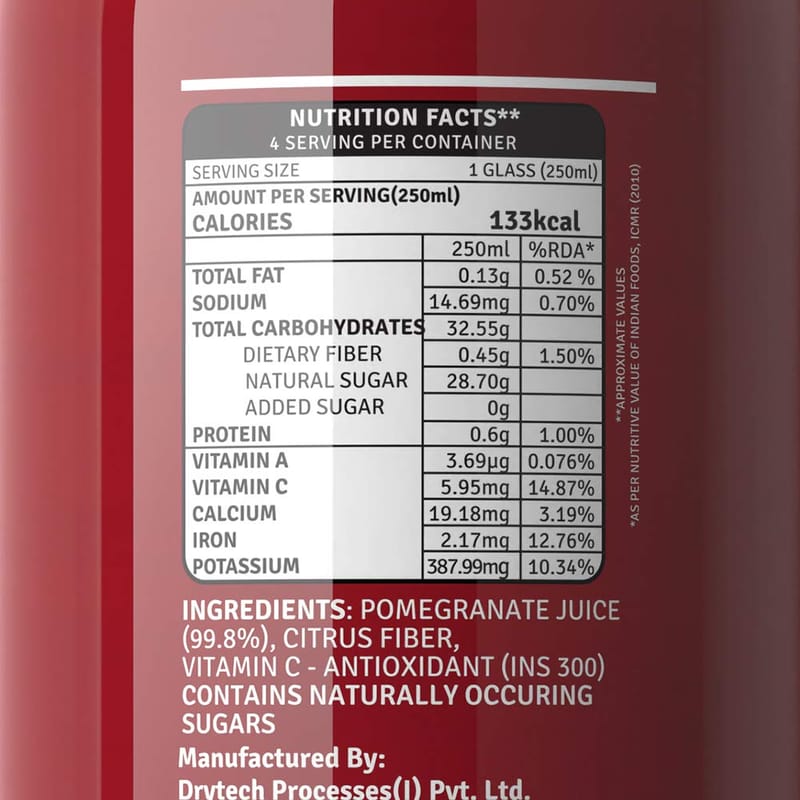 NUTRITION FACTS**
4 SERVING PER CONTAINER
SERVING SIZE 1 GLASS (250ml)
AMOUNT PER SERVING(250ml)
CALORIES 133kcal
250ml %RDA*
TOTAL FAT 0.13g 0.52 %
SODIUM 14.69mg 0.70%
TOTAL CARBOHYDRATES 32.55g
DIETARY FIBER 0.45g 1.50%
NATURAL SUGAR 28.70g
ADDED SUGAR 0g
PROTEIN 0.6g 1.00%
VITAMIN A 3.69µg 0.076%
VITAMIN C 5.95mg 14.87%
CALCIUM 19.18mg 3.19%
IRON 2.17mg 12.76%
POTASSIUM 387.99mg 10.34%
**APPROXIMATE VALUES
*AS PER NUTRITIVE VALUE OF INDIAN FOODS, ICMR (2010)
INGREDIENTS: POMEGRANATE JUICE
(99.8%), CITRUS FIBER,
VITAMIN C - ANTIOXIDANT (INS 300)
CONTAINS NATURALLY OCCURING
SUGARS
Manufactured By:
Drytech Processes(I) Pvt. Ltd.